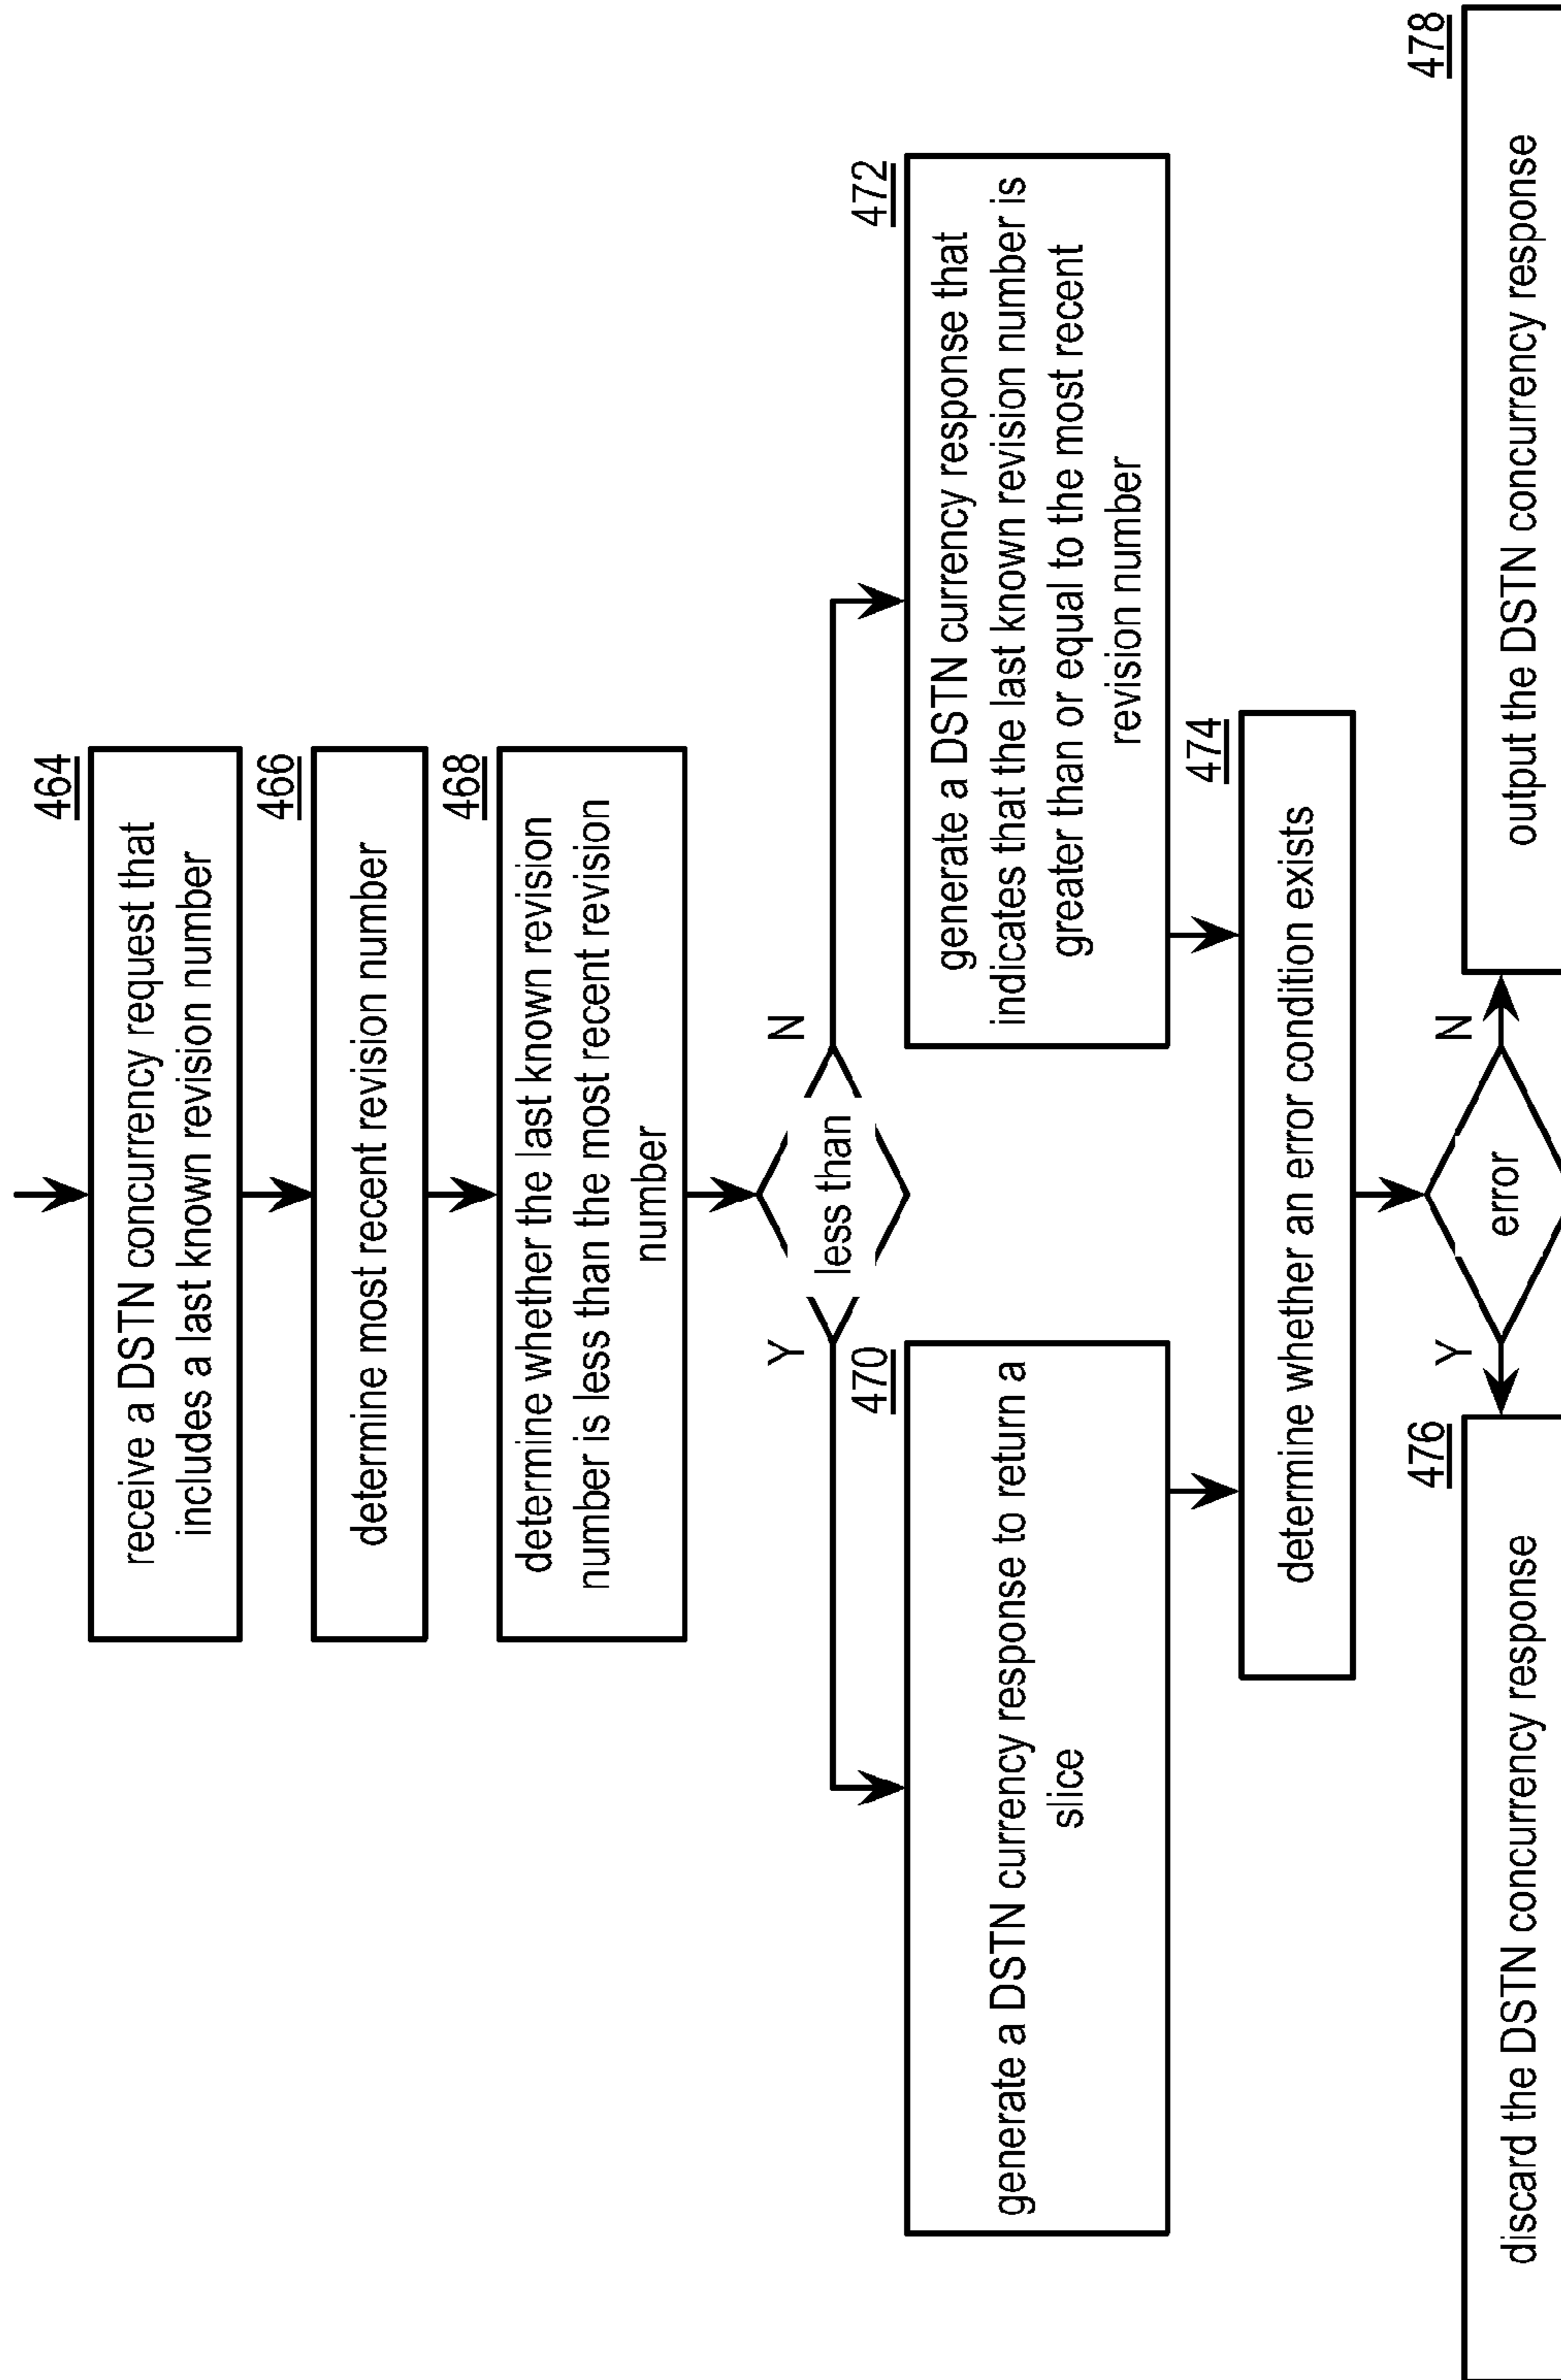 464
receive a DSTN concurrency request that
includes a last known revision number
466
determine most recent revision number
468
determine whether the last known revision
number is less than the most recent revision
number
Y
less than
N
470
generate a DSTN currency response to return a
slice
472
generate a DSTN currency response that
indicates that the last known revision number is
greater than or equal to the most recent
revision number
474
determine whether an error condition exists
Y
error
N
476
discard the DSTN concurrency response
478
output the DSTN concurrency response